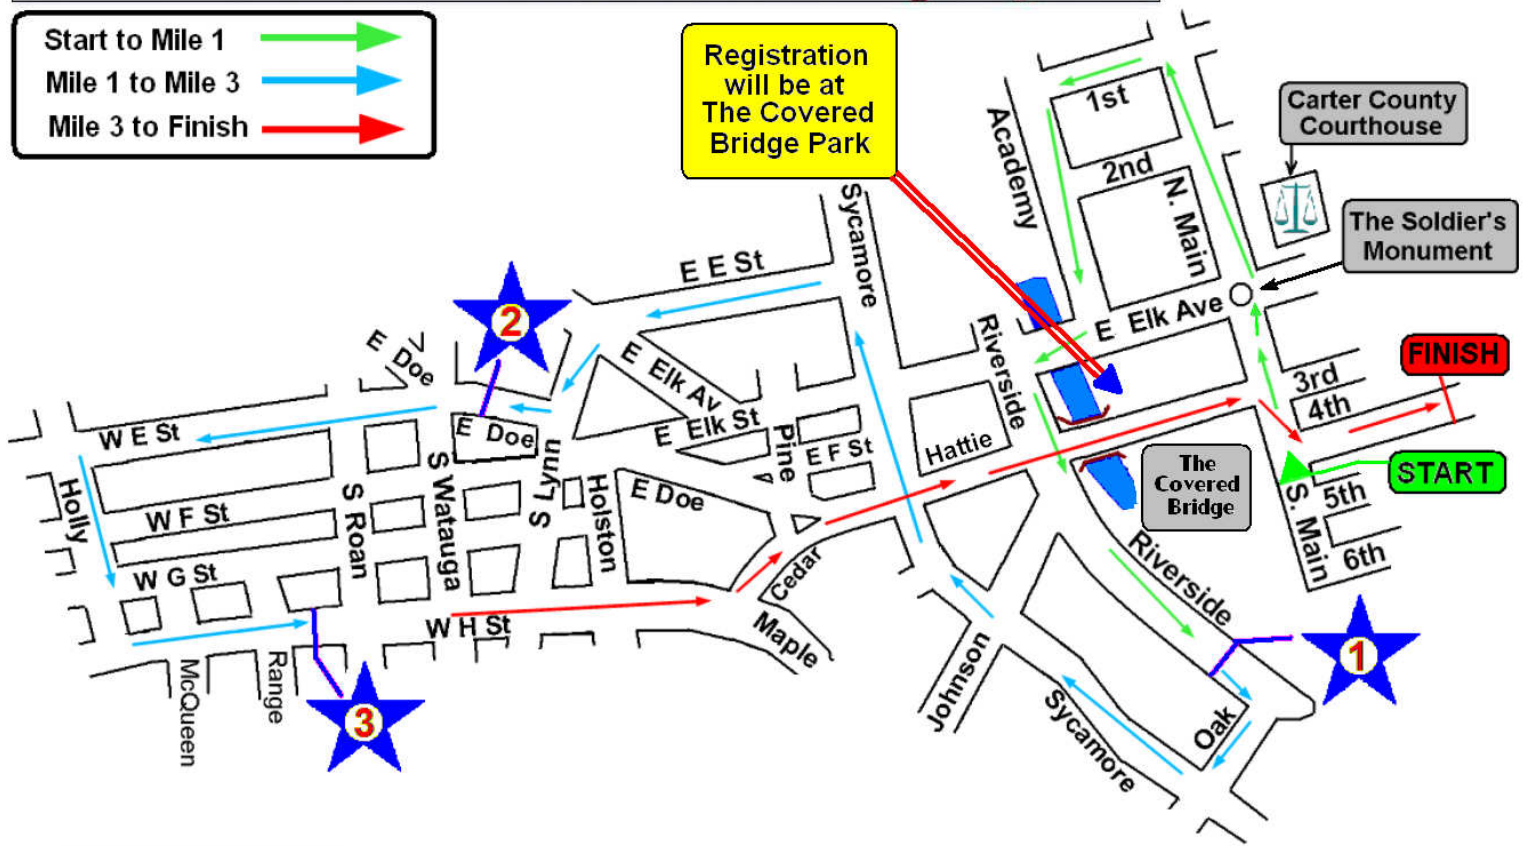 Start to Mile 1
Mile 1 to Mile 3
Mile 3 to Finish
Registration
will be at
The Covered
Bridge Park
Carter County
Courthouse
The Soldier's
Monument
1st
2nd
Academy
N. Main
Sycamore
E E St
2
E Doe
E Elk Av
Riverside
E Elk Ave
FINISH
3rd
4th
W E St
E Doe
E Elk St
Pine
E F St
Hattie
The
Covered
Bridge
START
5th
6th
S. Main
Holly
W F St
S Roan
S Watauga
S Lynn
Holston
E Doe
W G St
W H St
Cedar
Maple
Riverside
1
Johnson
Sycamore
Oak
McQueen
Range
3